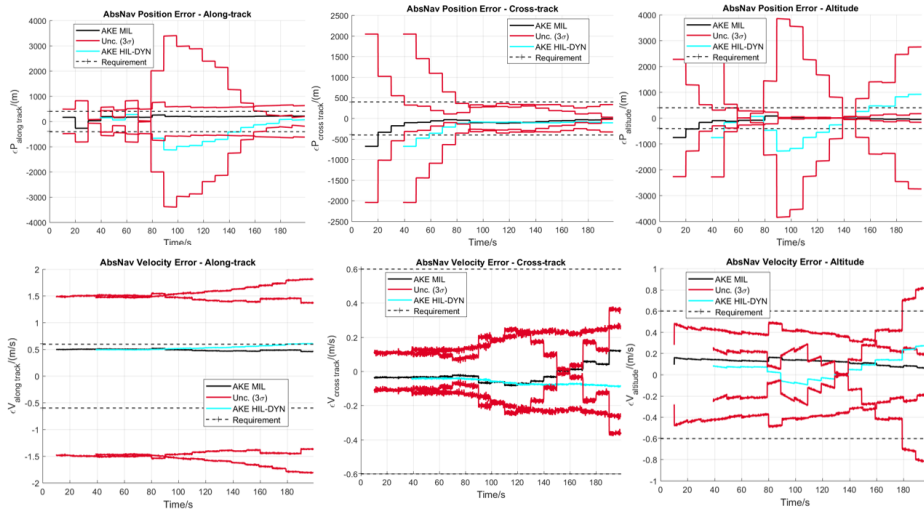 AbsNav Position Error - Along-track
4000
3000
2000
1000
0
-1000
-2000
-3000
-4000
ϵP along track/(m)
AKE MIL
Unc. (3σ)
AKE HIL-DYN
Requirement
0 20 40 60 80 100 120 140 160 180
Time/s
AbsNav Position Error - Cross-track
2500
2000
1500
1000
500
0
-500
-1000
-1500
2000
2500
ϵP cross track/(m)
AKE MIL
Unc. (3σ)
AKE HIL-DYN
Requirement
0 20 40 60 80 100 120 140 160 180
Time/s
AbsNav Position Error - Altitude
4000
3000
2000
1000
0
-1000
-2000
-3000
4000
ϵP altitude/(m)
AKE MIL
Unc. (3σ)
AKE HIL-DYN
Requirement
0 20 40 60 80 100 120 140 160 180
Time/s
AbsNav Velocity Error - Along-track
2
1.5
1
0.5
0
-0.5
-1
-1.5
-2
ϵV along track/(m/s)
AKE MIL
Unc. (3σ)
AKE HIL-DYN
Requirement
0 20 40 60 80 100 120 140 160 180
Time/s
AbsNav Velocity Error - Cross-track
0.6
0.4
0.2
0
-0.2
-0.4
-0.6
ϵV cross track/(m/s)
AKE MIL
Unc. (3σ)
AKE HIL-DYN
Requirement
0 20 40 60 80 100 120 140 160 180
Time/s
AbsNav Velocity Error - Altitude
1
0.8
0.6
0.4
0.2
0
-0.2
-0.4
-0.6
-0.8
-1
ϵV altitude/(m/s)
AKE MIL
Unc. (3σ)
AKE HIL-DYN
Requirement
0 20 40 60 80 100 120 140 160 180
Time/s